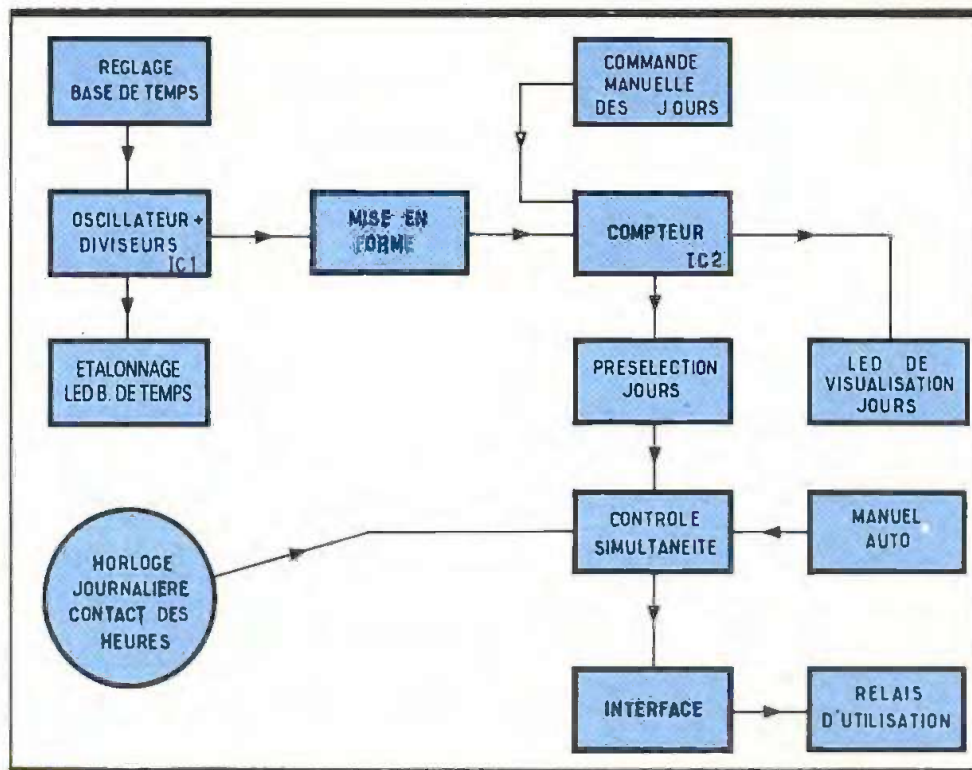 REGLAGE
BASE DE TEMPS
COMMANDE
MANUELLE
DES JOURS
OSCILLATEUR +
DIVISEURS
IC1
MISE EN
FORME
COMPTEUR
IC2
ETALONNAGE
LED B. DE TEMPS
PRESELECTION
JOURS
LED DE
VISUALISATION
JOURS
HORLOGE
JOURNALIERE
CONTACT DES
HEURES
CONTROLE
SIMULTANEITE
MANUEL
AUTO
INTERFACE
RELAIS
D'UTILISATION